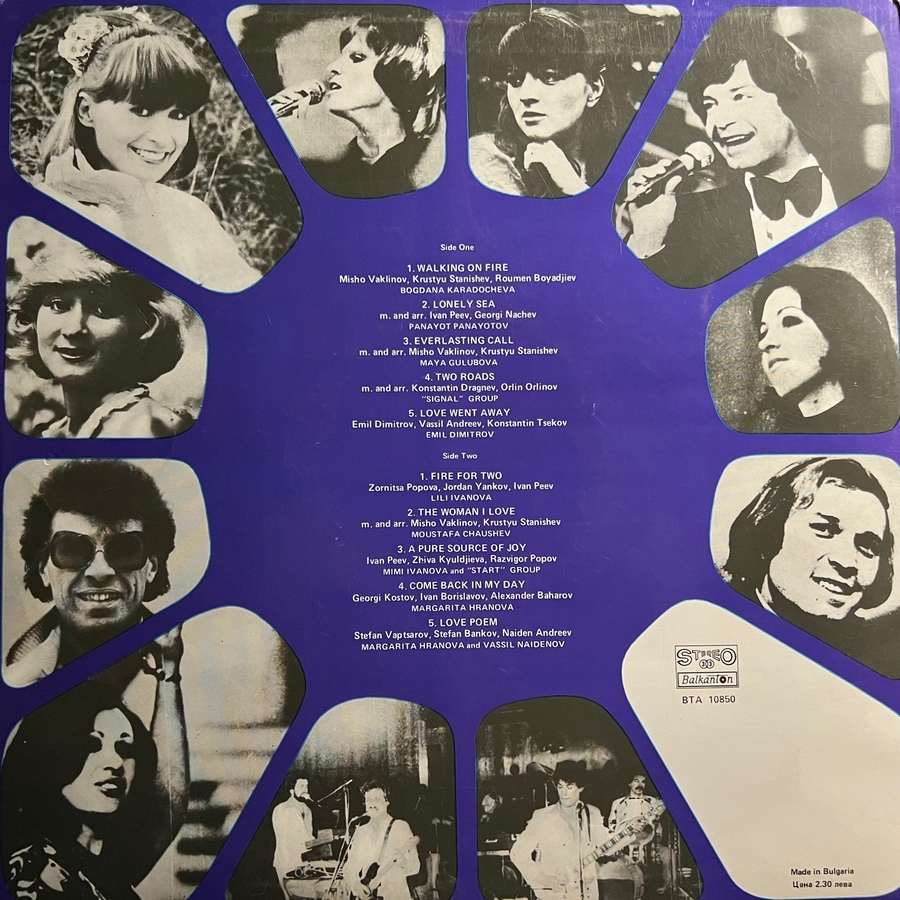 Side One
1. WALKING ON FIRE
Misho Vaklinov, Krustyu Stanishev, Roumen Boyadjiev
BOGDANA KARADOCHEVA
2. LONELY SEA
m. and arr. Ivan Peev, Georgi Nachev
PANAYOT PANAYOTOV
3. EVERLASTING CALL
m. and arr. Misho Vaklinov, Krustyu Stanishev
MAYA GULUBOVA
4. TWO ROADS
m. and arr. Konstantin Dragnev, Orlin Orlinov
"SIGNAL" GROUP
5. LOVE WENT AWAY
Emil Dimitrov, Vassil Andreev, Konstantin Tsekov
EMIL DIMITROV
Side Two
1. FIRE FOR TWO
Zornitsa Popova, Jordan Yankov, Ivan Peev
LILI IVANOVA
2. THE WOMAN I LOVE
m. and arr. Misho Vaklinov, Krustyu Stanishev
MOUSTAFA CHAUSHEV
3. A PURE SOURCE OF JOY
Ivan Peev, Zhiva Kyuldjieva, Razvigor Popov
MIMI IVANOVA and "START" GROUP
4. COME BACK IN MY DAY
Georgi Kostov, Ivan Borislavov, Alexander Baharov
MARGARITA HRANOVA
5. LOVE POEM
Stefan Vaptsarov, Stefan Bankov, Naiden Andreev
MARGARITA HRANOVA and VASSIL NAIDENOV
STEREO
33
Balkanton
BTA 10850
Made in Bulgaria
Цена 2.30 лева